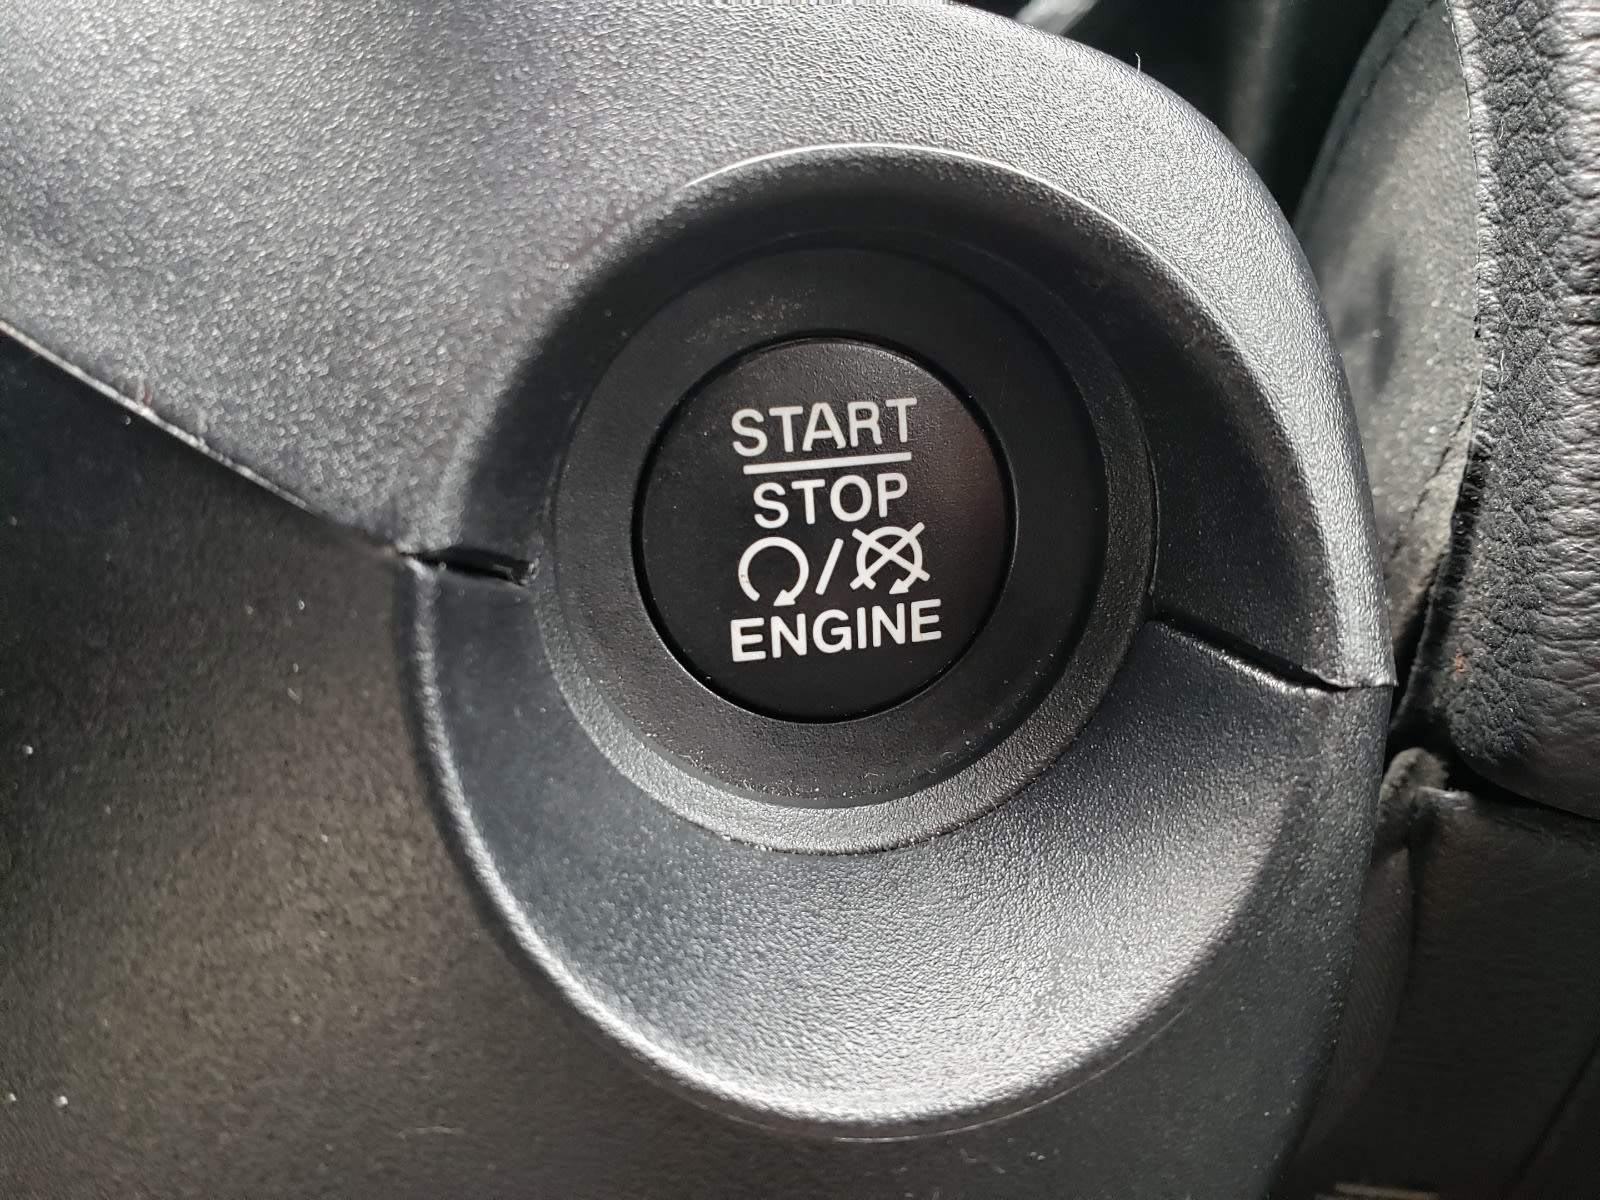 START
STOP
/
ENGINE